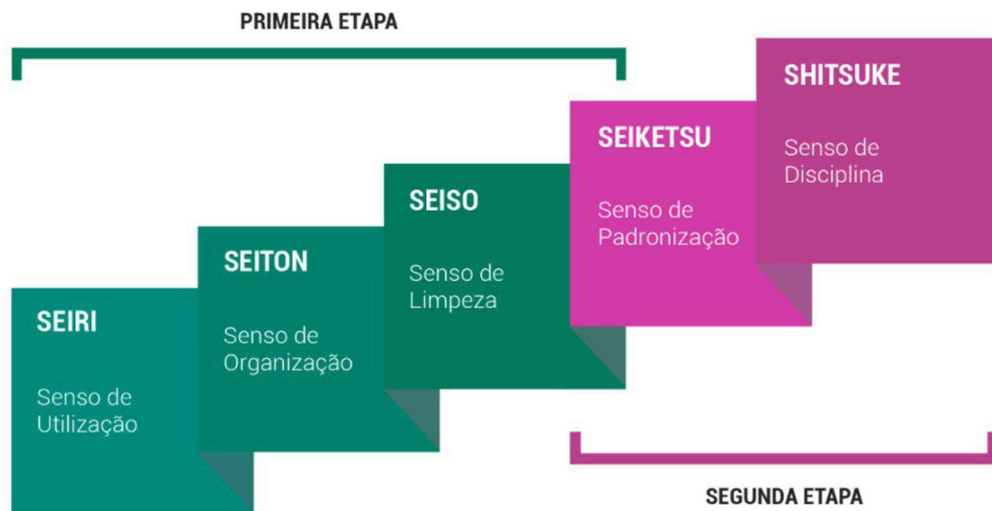 PRIMEIRA ETAPA
SEIRI
Senso de
Utilização
SEITON
Senso de
Organização
SEISO
Senso de
Limpeza
SEIKETSU
Senso de
Padronização
SHITSUKE
Senso de
Disciplina
SEGUNDA ETAPA